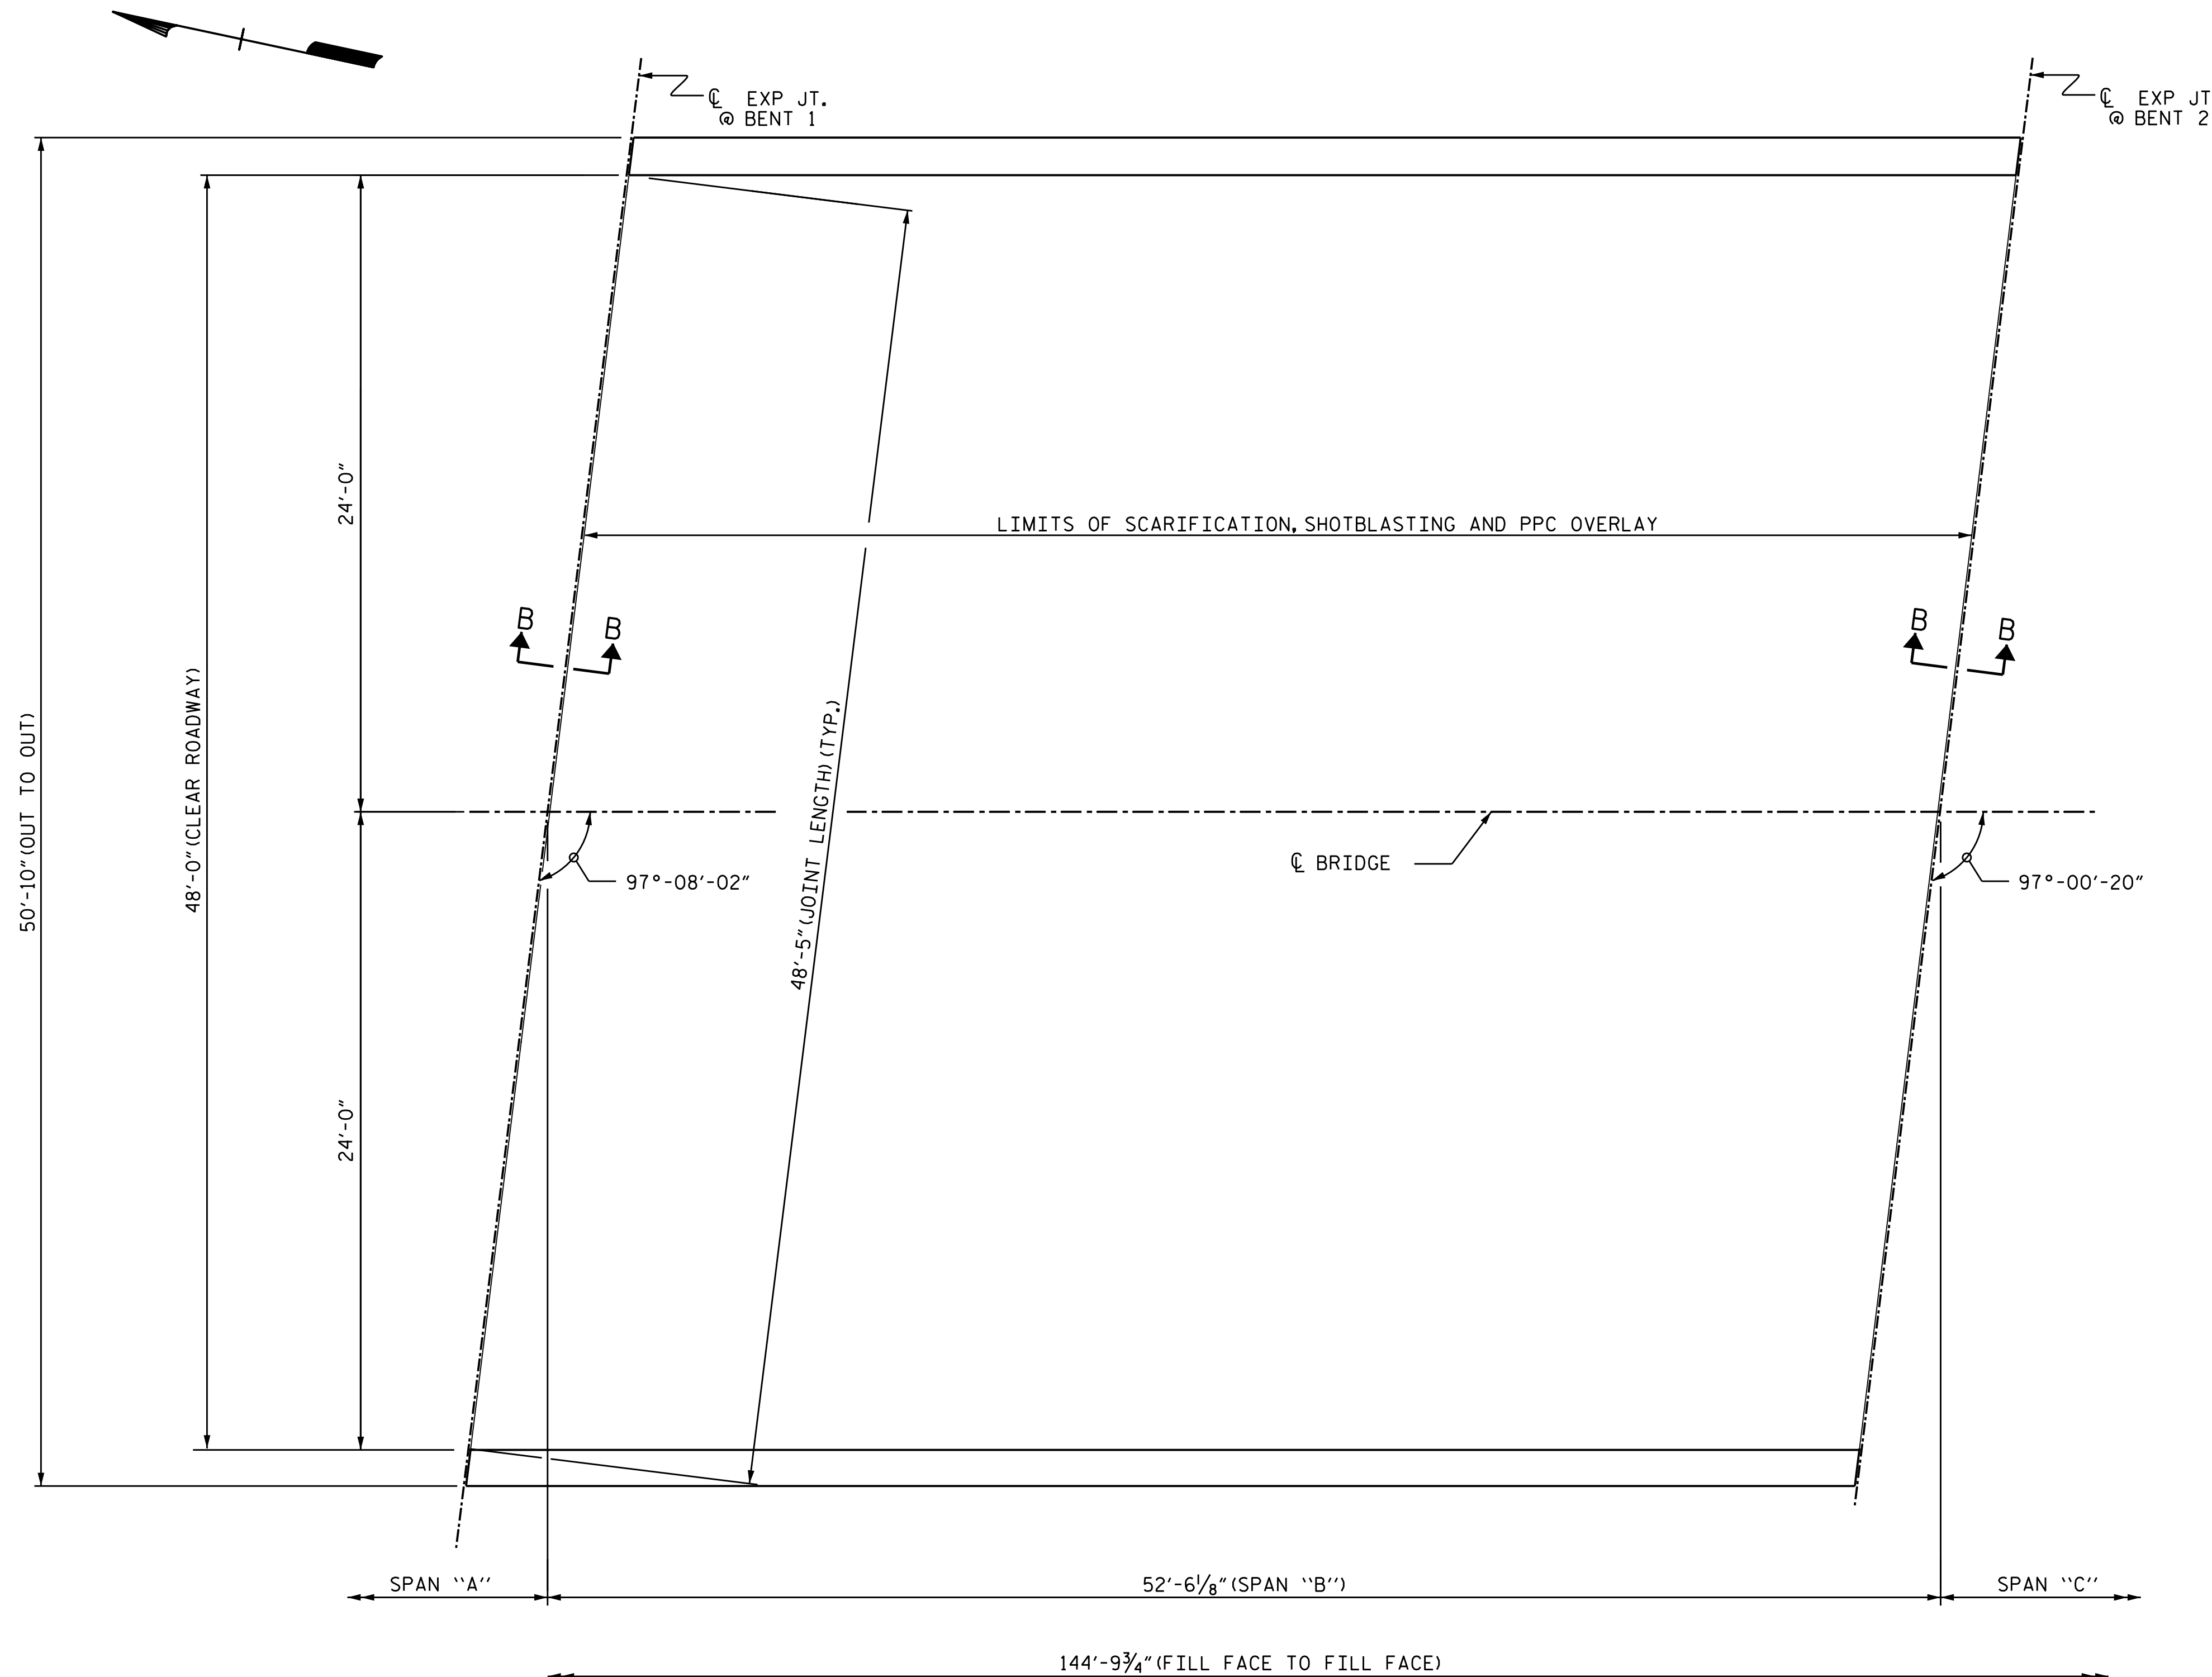 ℄ EXP JT.
@ BENT 1
℄ EXP JT
@ BENT 2
24'-0"
LIMITS OF SCARIFICATION, SHOTBLASTING AND PPC OVERLAY
B
B
B
B
50'-10" (OUT TO OUT)
48'-0" (CLEAR ROADWAY)
48'-5" (JOINT LENGTH) (TYP.)
℄ BRIDGE
97°-08'-02"
97°-00'-20"
24'-0"
SPAN ``A''
52'-6⅛" (SPAN ``B'')
SPAN ``C''
144'-9¾" (FILL FACE TO FILL FACE)